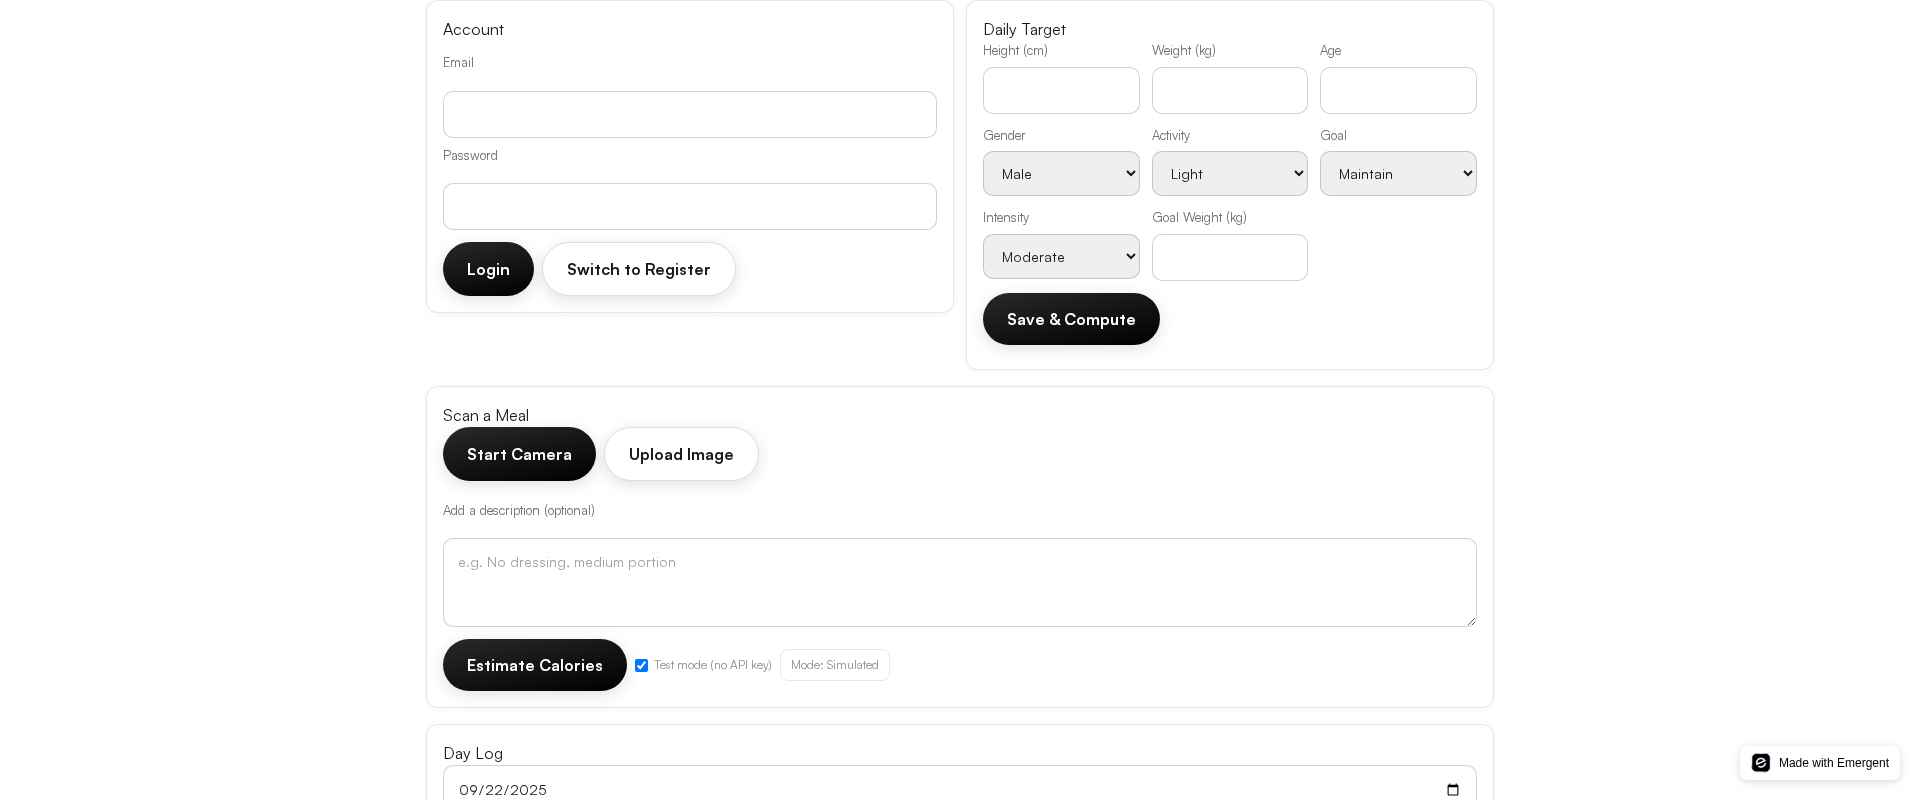 Account
Email
Password
Login
Switch to Register
Daily Target
Height (cm)
Weight (kg)
Age
Gender
Activity
Goal
Male
Light
Maintain
Intensity
Goal Weight (kg)
Moderate
Save & Compute
Scan a Meal
Start Camera
Upload Image
Add a description (optional)
e.g. No dressing, medium portion
Estimate Calories
Test mode (no API key)
Mode: Simulated
Day Log
09/22/2025
Made with Emergent